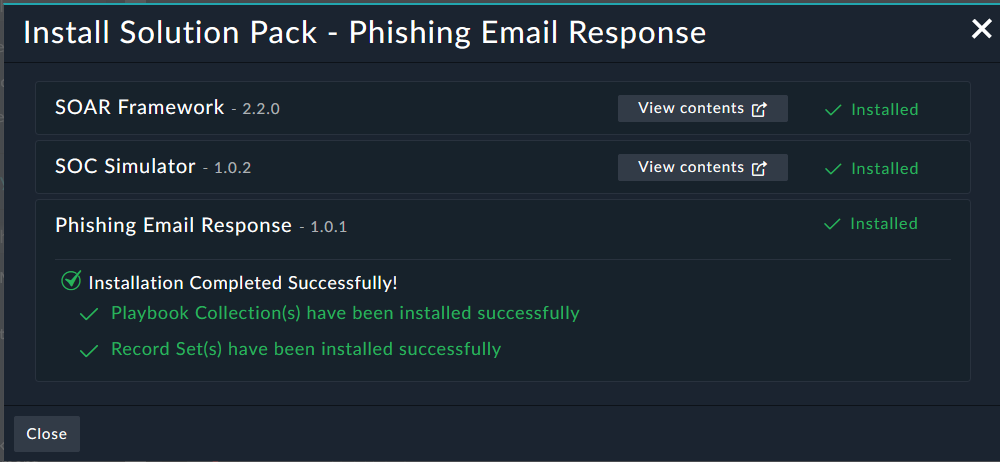 Install Solution Pack - Phishing Email Response
SOAR Framework - 2.2.0 View contents Installed
SOC Simulator - 1.0.2 View contents Installed
Phishing Email Response - 1.0.1 Installed
Installation Completed Successfully!
Playbook Collection(s) have been installed successfully
Record Set(s) have been installed successfully
Close